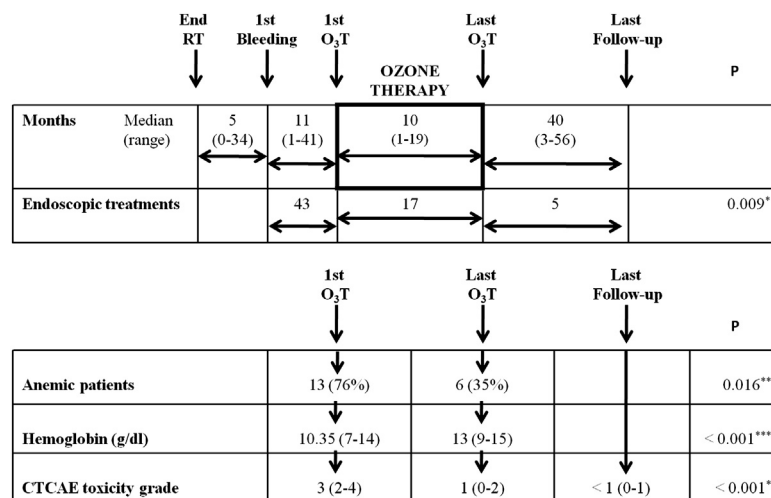 End 1st 1st Last Last
RT Bleeding O₃T O₃T Follow-up P
OZONE
THERAPY
Months Median 5 11 10 40
(range) (0-34) (1-41) (1-19) (3-56)
Endoscopic treatments 43 17 5 0.009*
1st Last Last
O₃T O₃T Follow-up
P
Anemic patients 13 (76%) 6 (35%) 0.016**
Hemoglobin (g/dl) 10.35 (7-14) 13 (9-15) < 0.001***
CTCAE toxicity grade 3 (2-4) 1 (0-2) < 1 (0-1) < 0.001*